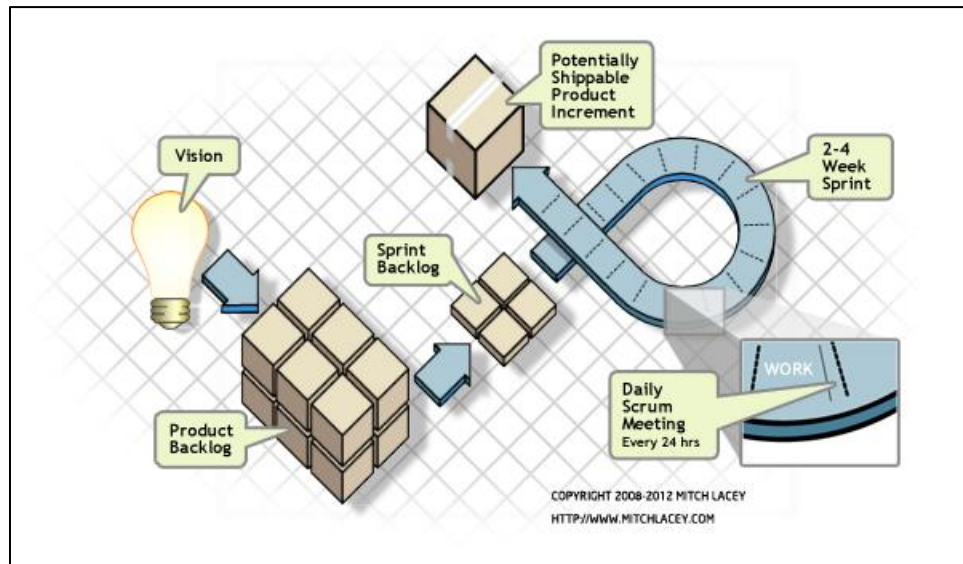 Vision
Potentially
Shippable
Product
Increment
2-4
Week
Sprint
Sprint
Backlog
Product
Backlog
WORK
Daily
Scrum
Meeting
Every 24 hrs
COPYRIGHT 2008-2012 MITCH LACEY
HTTP://WWW.MITCHLACEY.COM